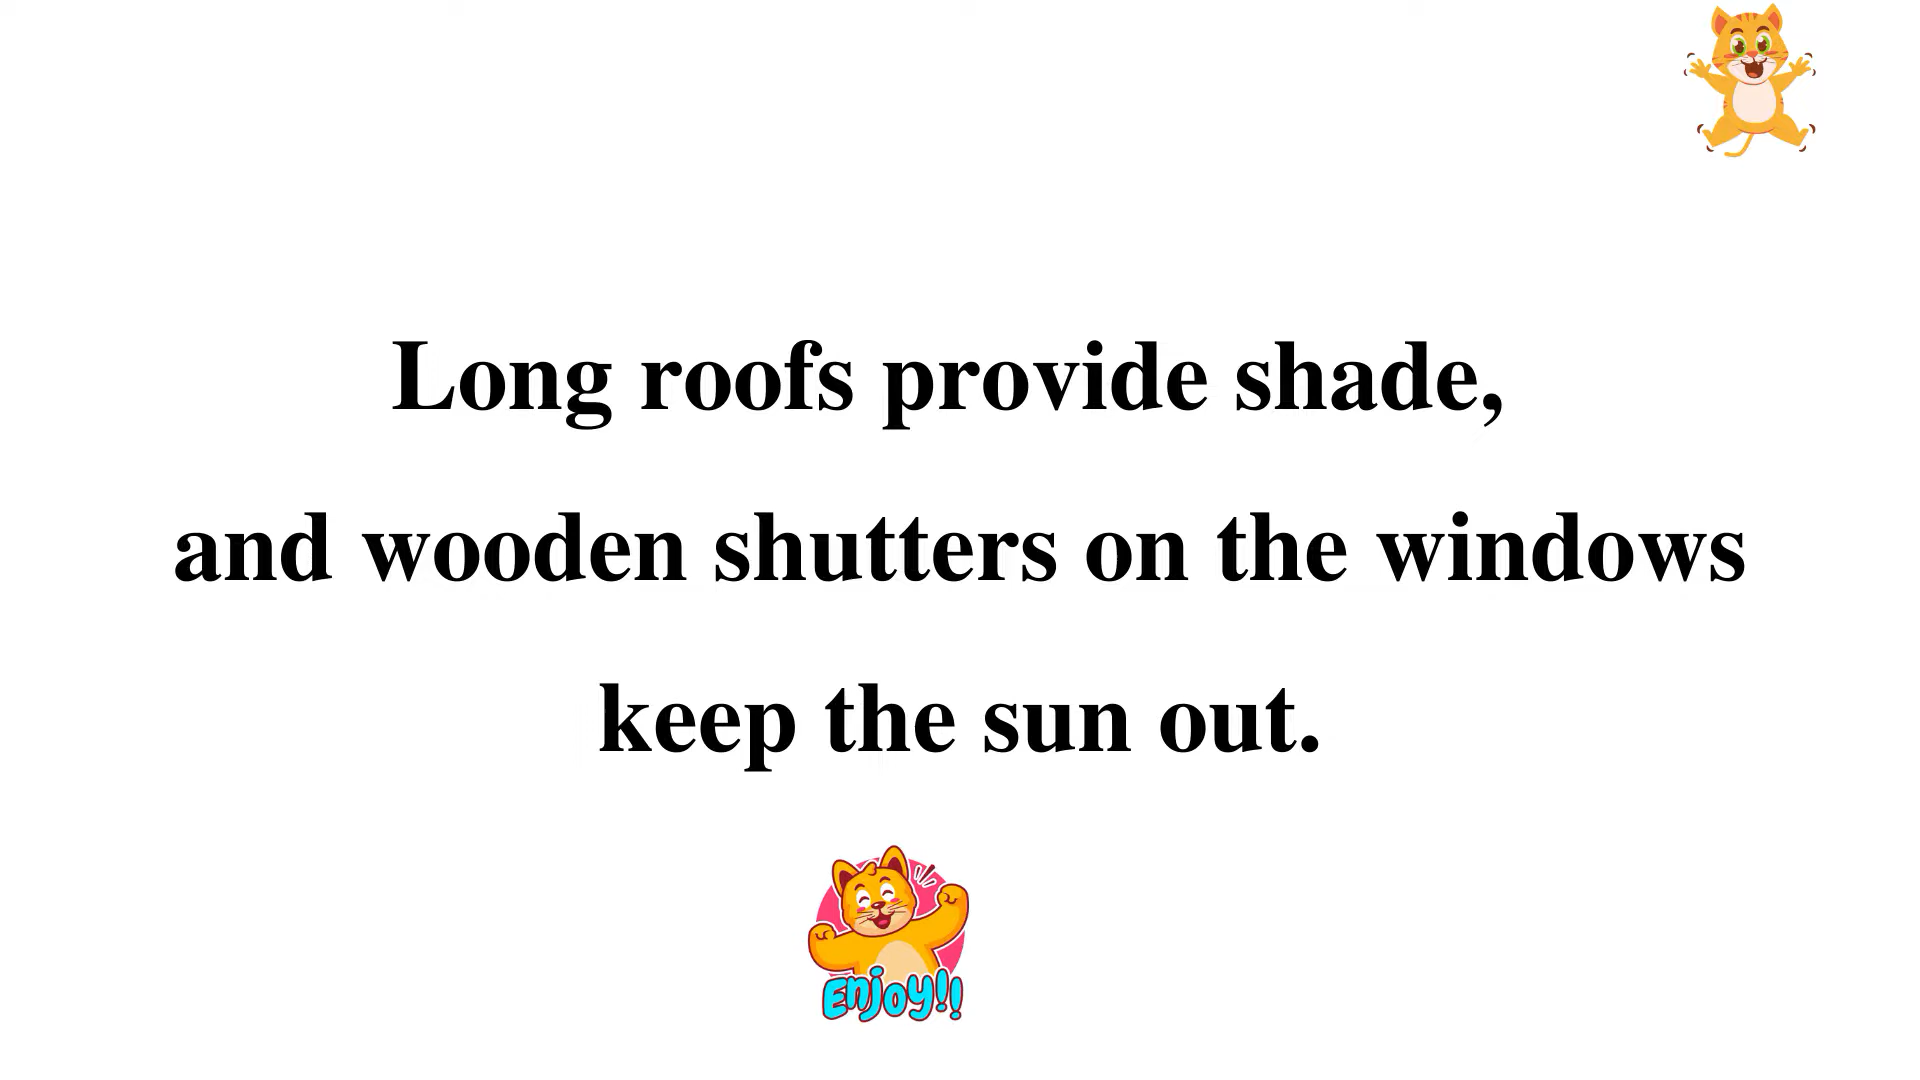 Long roofs provide shade,
and wooden shutters on the windows
keep the sun out.
Enjoy!!